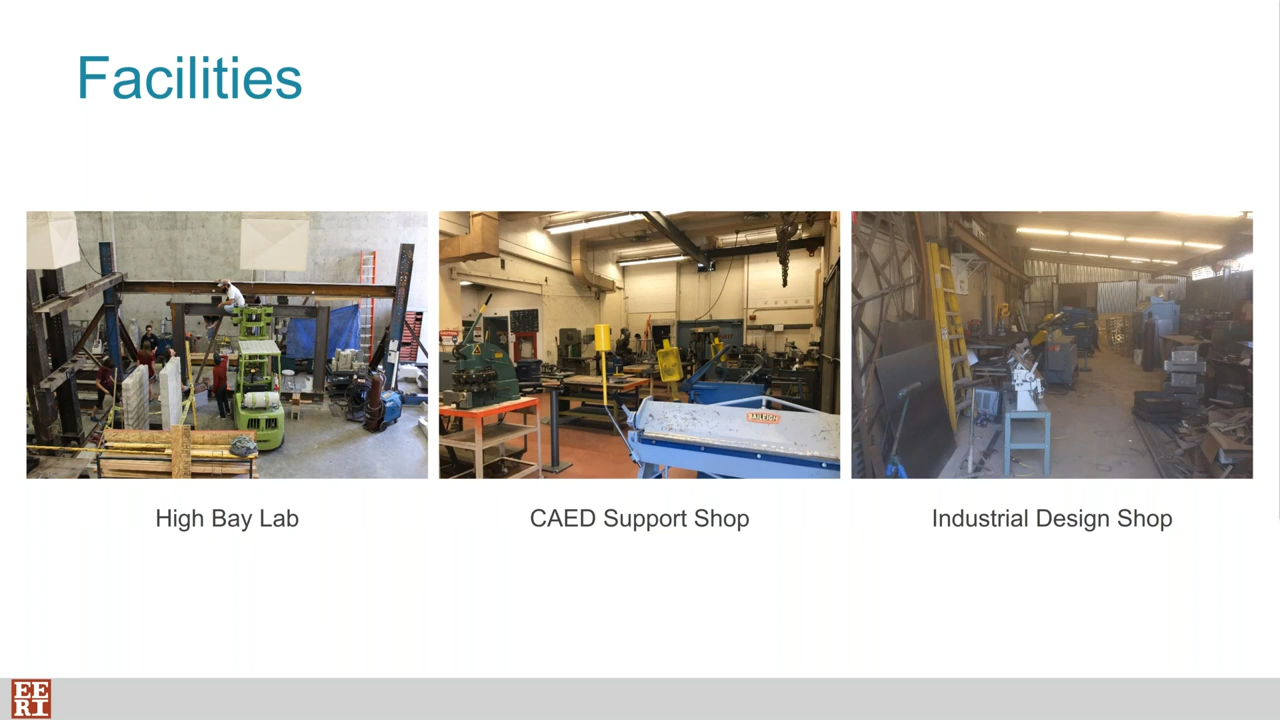 Facilities
BAILEIGH
High Bay Lab
CAED Support Shop
Industrial Design Shop
EE
RI